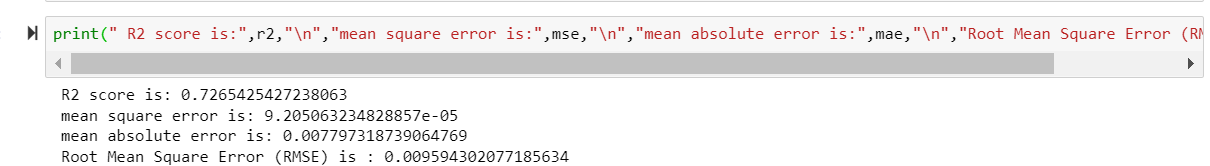 print(" R2 score is:",r2,"\n","mean square error is:",mse,"\n","mean absolute error is:",mae,"\n","Root Mean Square Error (RM
R2 score is: 0.7265425427238063
mean square error is: 9.205063234828857e-05
mean absolute error is: 0.007797318739064769
Root Mean Square Error (RMSE) is : 0.009594302077185634